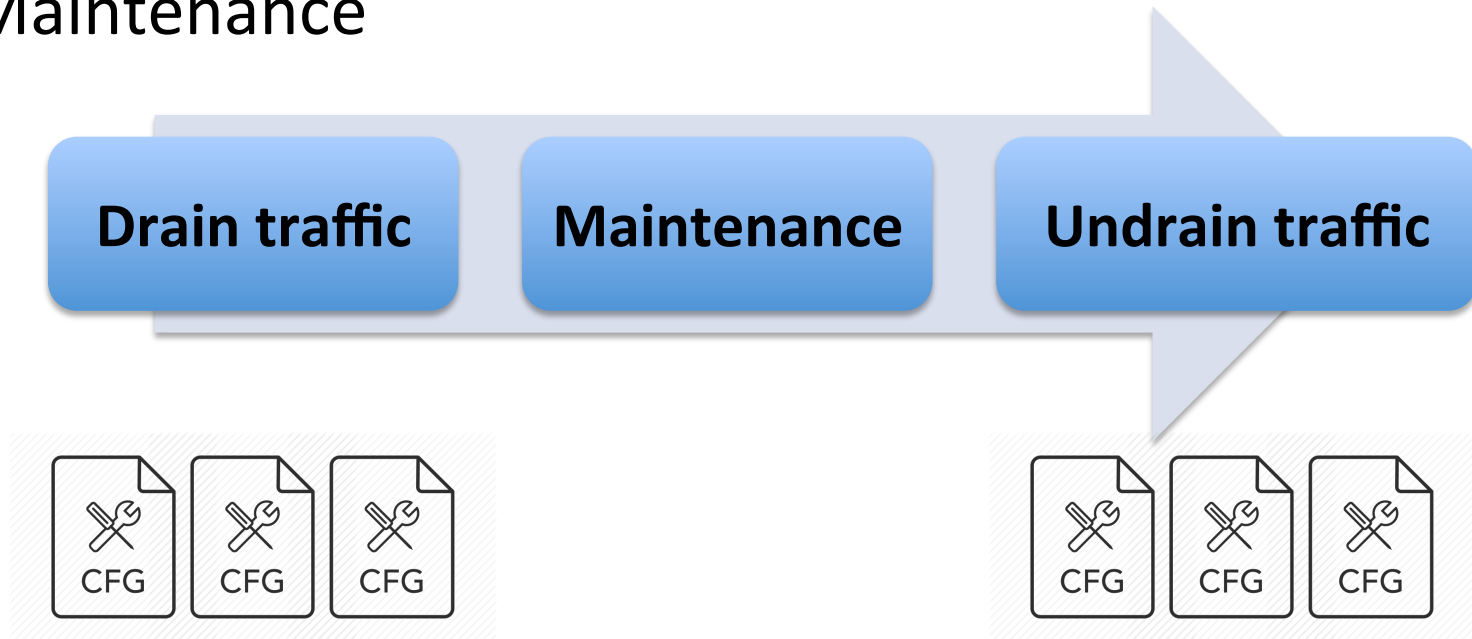 Maintenance
Drain traffic
Maintenance
Undrain traffic
CFG CFG CFG
CFG CFG CFG